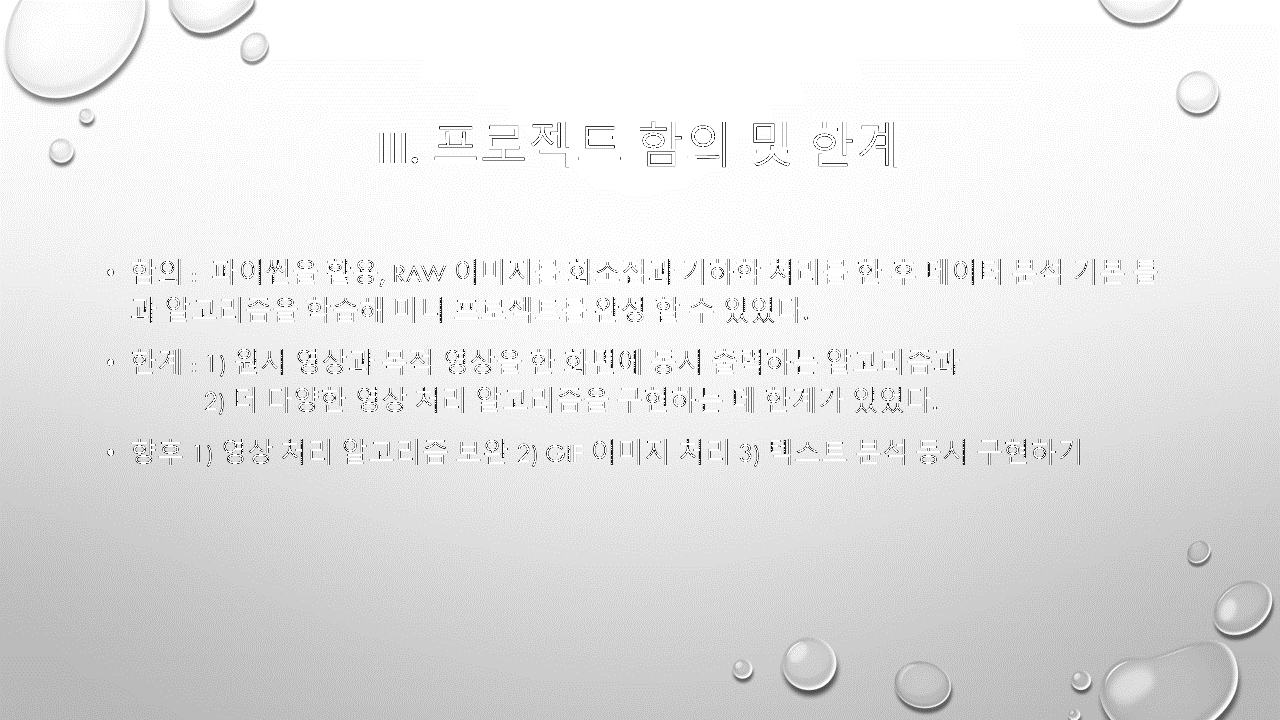 III. 프로젝트 함의 및 한계
• 함의 : 파이썬을 활용, RAW 이미지를 화소점과 기하학 처리를 한 후 데이터 분석 기본 틀
과 알고리즘을 학습해 미니 프로젝트를 완성 할 수 있었다.
• 한계 : 1) 원시 영상과 분석 영상을 한 화면에 동시 출력하는 알고리즘과
2) 더 다양한 영상 처리 알고리즘을 구현하는 데 한계가 있었다.
• 향후 1) 영상 처리 알고리즘 보완 2) GIF 이미지 처리 3) 텍스트 분석 동시 구현하기